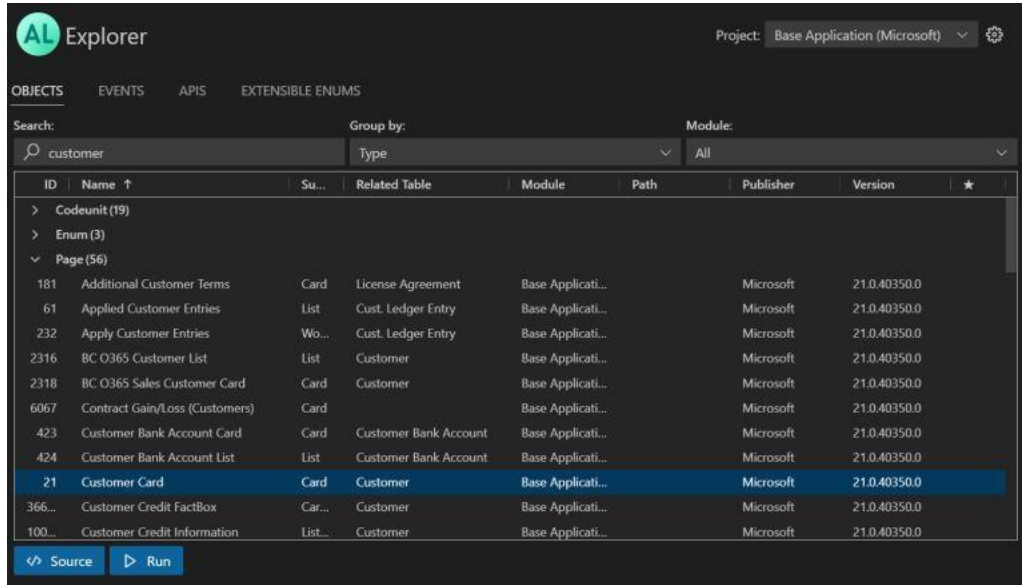 AL Explorer
Project: Base Application (Microsoft)
OBJECTS EVENTS APIS EXTENSIBLE ENUMS
Search: Group by: Module:
customer Type All
ID Name ↑ Su... Related Table Module Path Publisher Version ★
Codeunit (19)
Enum (3)
Page (56)
181 Additional Customer Terms Card License Agreement Base Applicati... Microsoft 21.0.40350.0
61 Applied Customer Entries List Cust. Ledger Entry Base Applicati... Microsoft 21.0.40350.0
232 Apply Customer Entries Wo... Cust. Ledger Entry Base Applicati... Microsoft 21.0.40350.0
2316 BC O365 Customer List List Customer Base Applicati... Microsoft 21.0.40350.0
2318 BC O365 Sales Customer Card Card Customer Base Applicati... Microsoft 21.0.40350.0
6067 Contract Gain/Loss (Customers) Card Base Applicati... Microsoft 21.0.40350.0
423 Customer Bank Account Card Card Customer Bank Account Base Applicati... Microsoft 21.0.40350.0
424 Customer Bank Account List List Customer Bank Account Base Applicati... Microsoft 21.0.40350.0
21 Customer Card Card Customer Base Applicati... Microsoft 21.0.40350.0
366... Customer Credit FactBox Car... Customer Base Applicati... Microsoft 21.0.40350.0
100... Customer Credit Information List... Customer Base Applicati... Microsoft 21.0.40350.0
</> Source Run